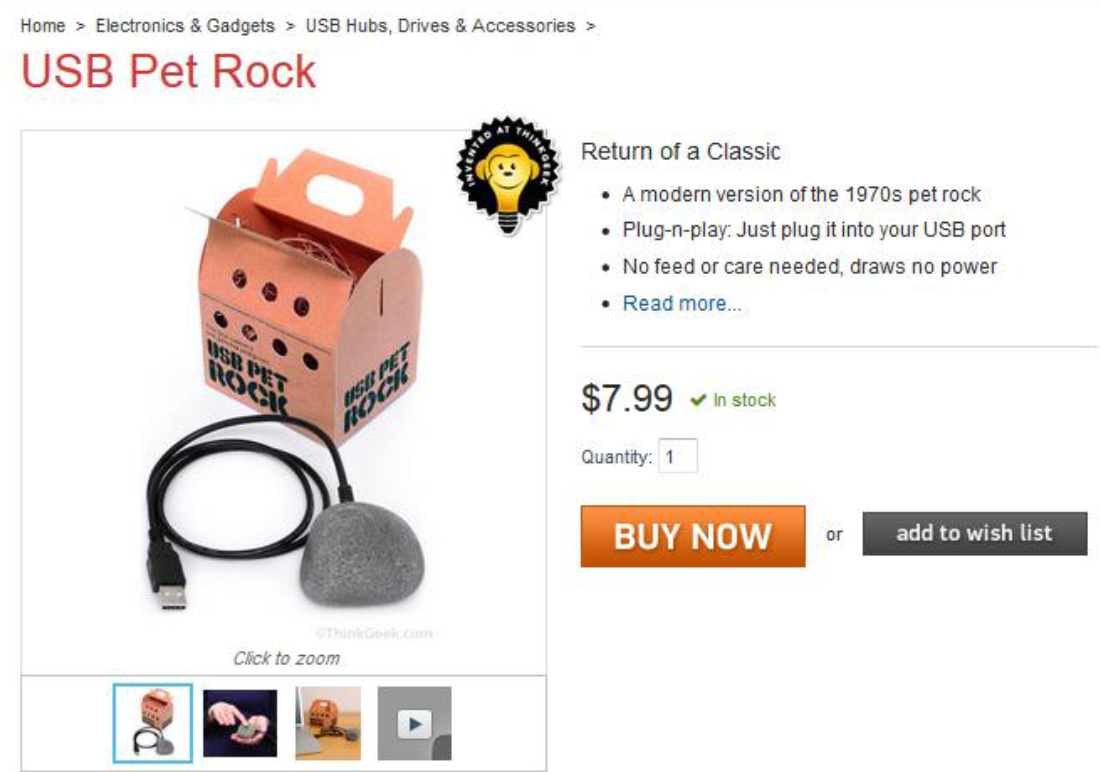 Home > Electronics & Gadgets > USB Hubs, Drives & Accessories >
USB Pet Rock
INVENTED AT THINKGEEK
USB PET
ROCK
USB PET
ROCK
©ThinkGeek.com
Click to zoom
Return of a Classic
• A modern version of the 1970s pet rock
• Plug-n-play: Just plug it into your USB port
• No feed or care needed, draws no power
• Read more...
$7.99 ✔ In stock
Quantity: 1
BUY NOW or add to wish list